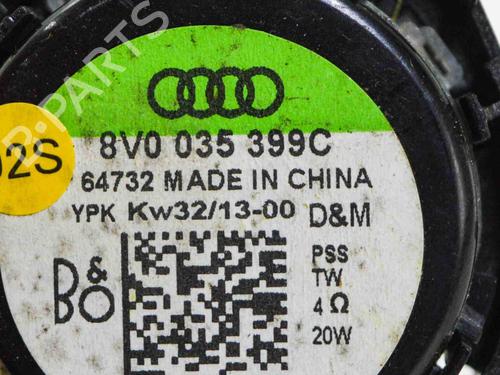 B-PARTS
02S
8V0 035 399C
64732 MADE IN CHINA
YPK Kw32/13-00 D&M
B&O
PSS
TW
4 Ω
20W